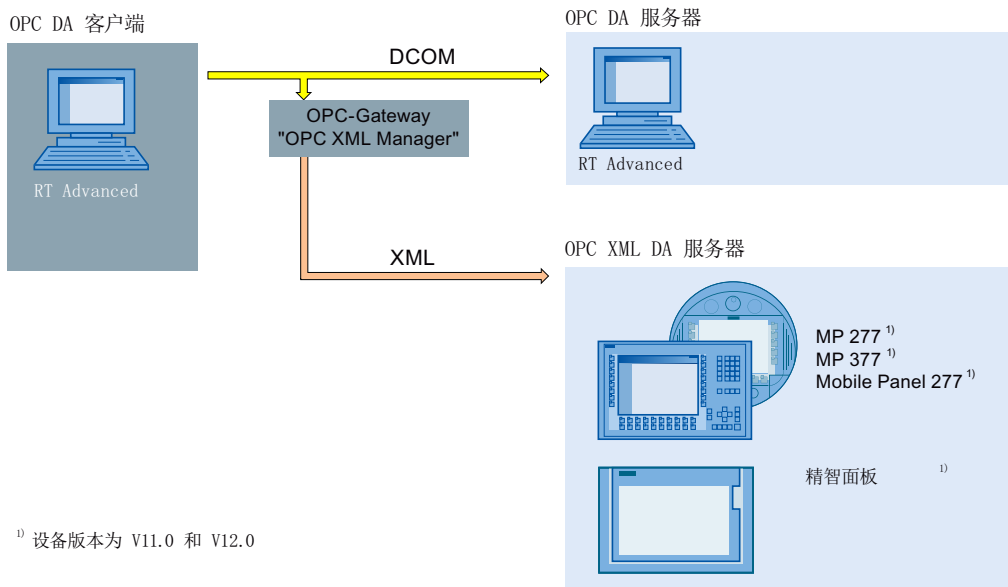 OPC DA 客户端
OPC DA 服务器
DCOM
OPC-Gateway
"OPC XML Manager"
RT Advanced
RT Advanced
OPC XML DA 服务器
XML
MP 277 1)
MP 377 1)
Mobile Panel 277 1)
精智面板 1)
1) 设备版本为 V11.0 和 V12.0